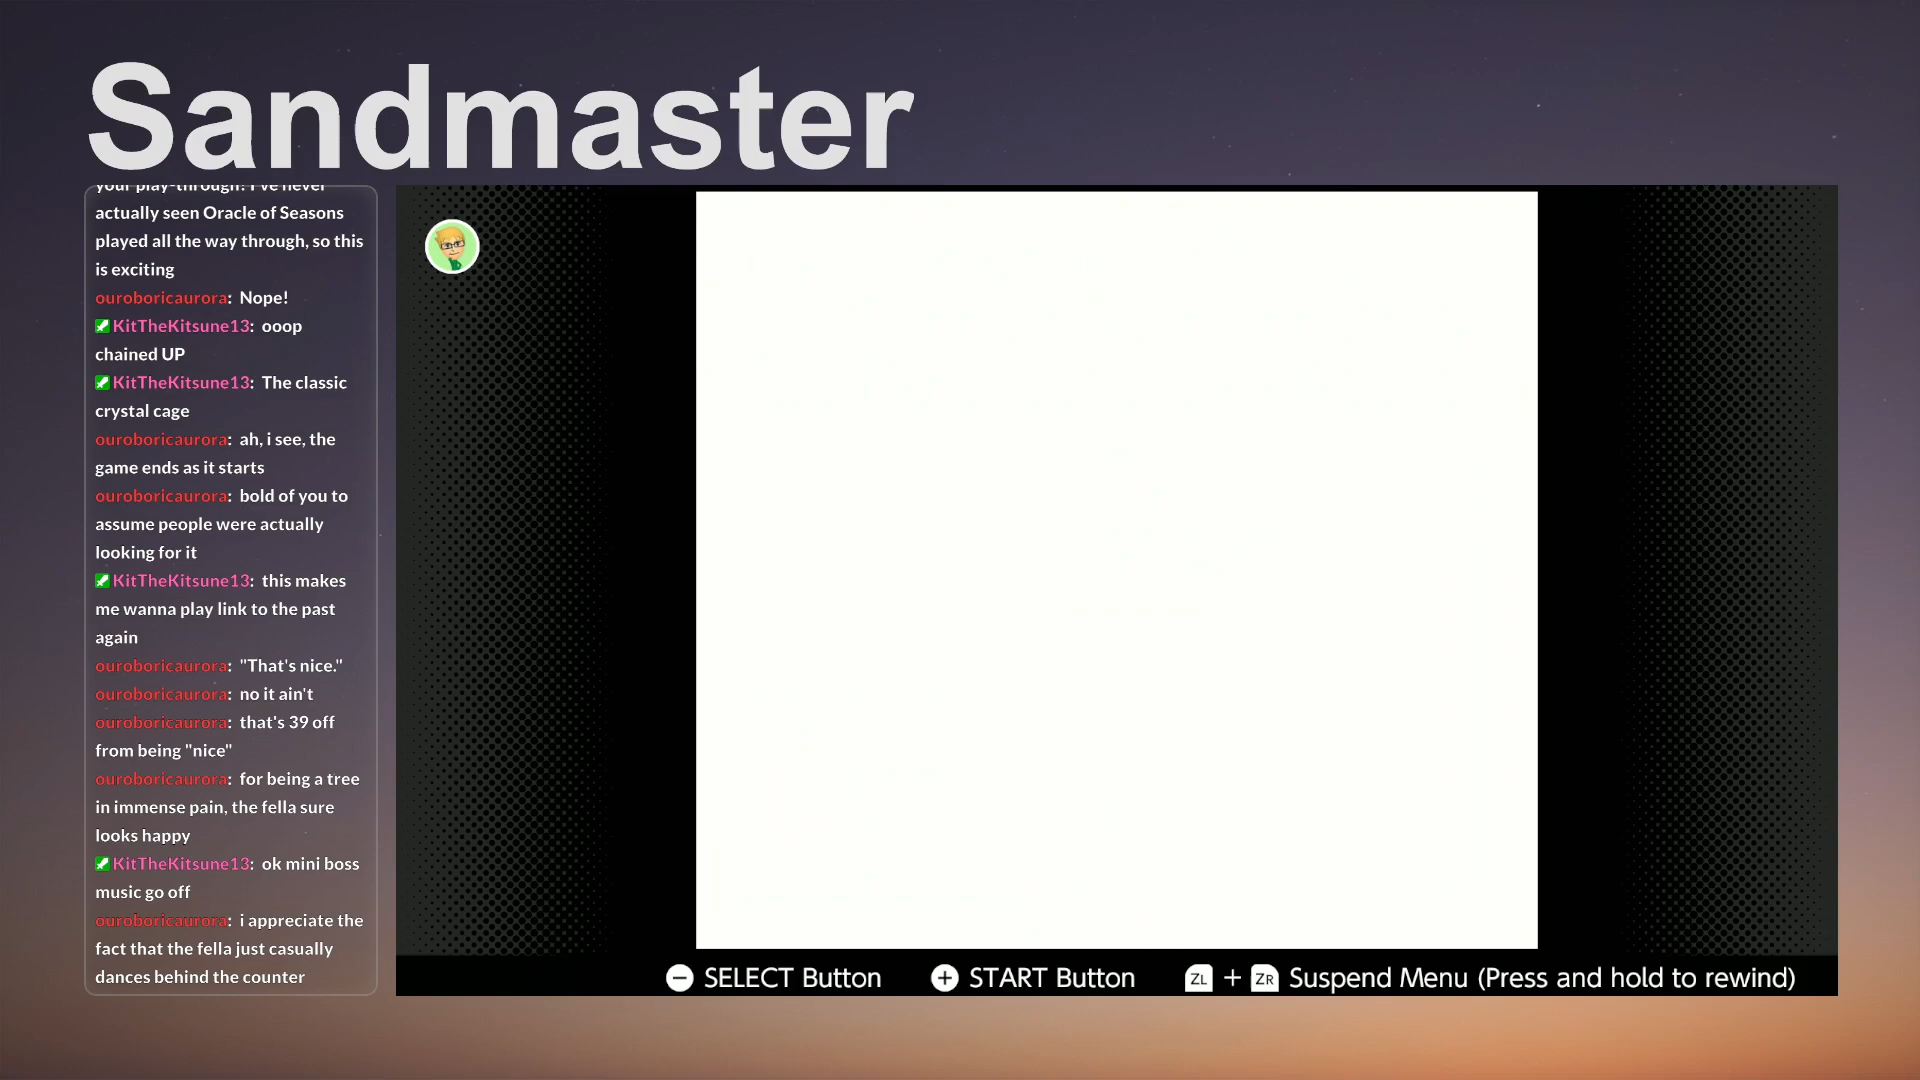 Sandmaster
your play-through! I've never
actually seen Oracle of Seasons
played all the way through, so this
is exciting
ouroboricaurora: Nope!
KitTheKitsune13: ooop
chained UP
KitTheKitsune13: The classic
crystal cage
ouroboricaurora: ah, i see, the
game ends as it starts
ouroboricaurora: bold of you to
assume people were actually
looking for it
KitTheKitsune13: this makes
me wanna play link to the past
again
ouroboricaurora: "That's nice."
ouroboricaurora: no it ain't
ouroboricaurora: that's 39 off
from being "nice"
ouroboricaurora: for being a tree
in immense pain, the fella sure
looks happy
KitTheKitsune13: ok mini boss
music go off
ouroboricaurora: i appreciate the
fact that the fella just casually
dances behind the counter
SELECT Button START Button ZL + ZR Suspend Menu (Press and hold to rewind)